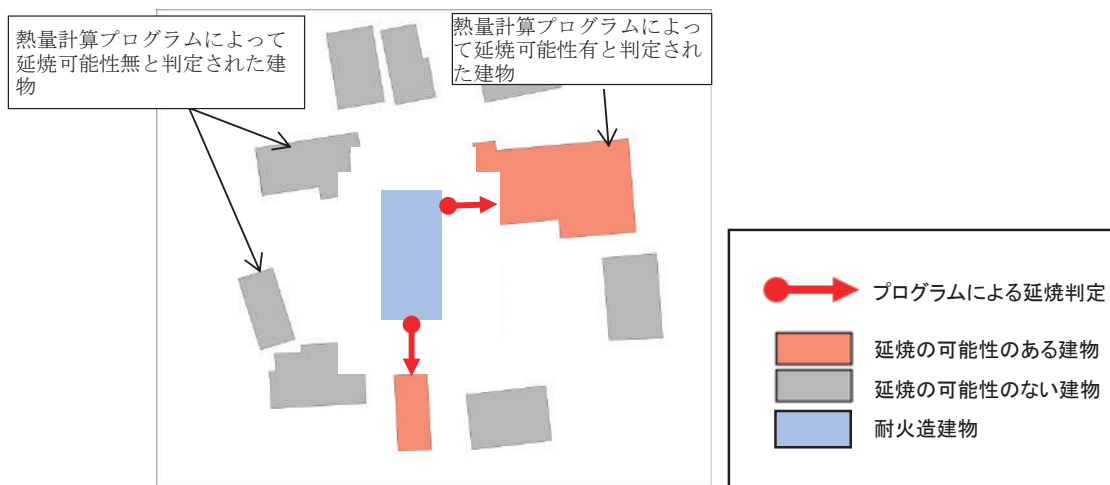 熱量計算プログラムによって
延焼可能性無と判定された建
物
熱量計算プログラムによっ
て延焼可能性有と判定され
た建物
プログラムによる延焼判定
延焼の可能性のある建物
延焼の可能性のない建物
耐火造建物